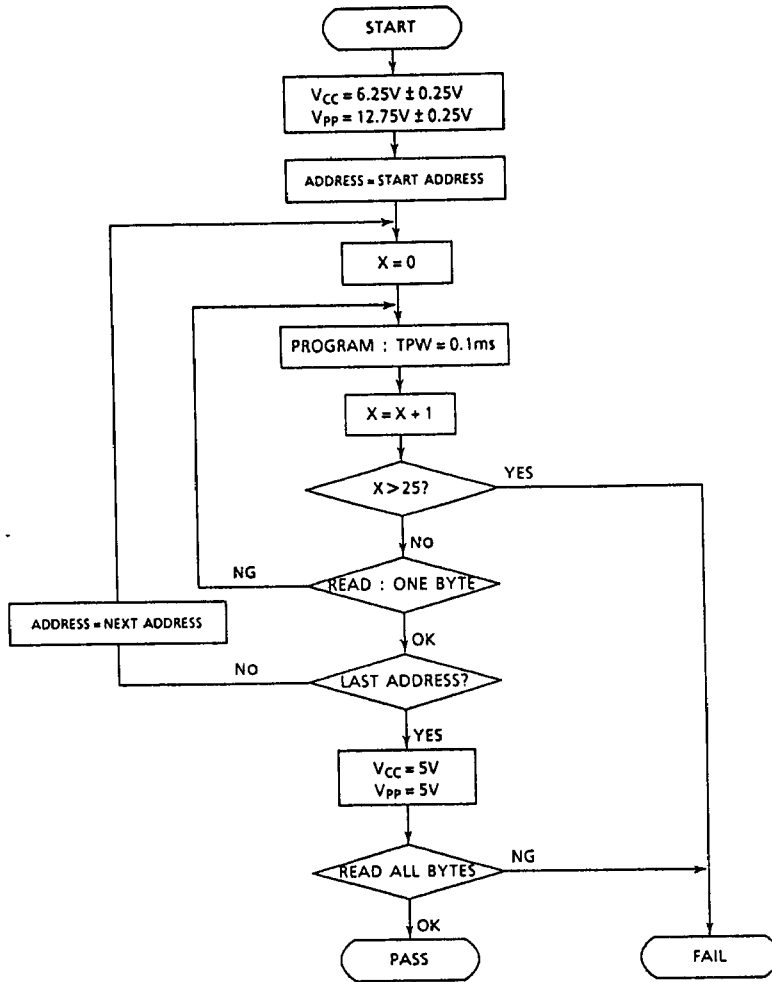 START
VCC = 6.25V ± 0.25V
VPP = 12.75V ± 0.25V
ADDRESS = START ADDRESS
X = 0
PROGRAM : TPW = 0.1ms
X = X + 1
X > 25?
YES
NO
NG
READ : ONE BYTE
ADDRESS = NEXT ADDRESS
OK
NO
LAST ADDRESS?
YES
VCC = 5V
VPP = 5V
READ ALL BYTES
NG
OK
PASS
FAIL